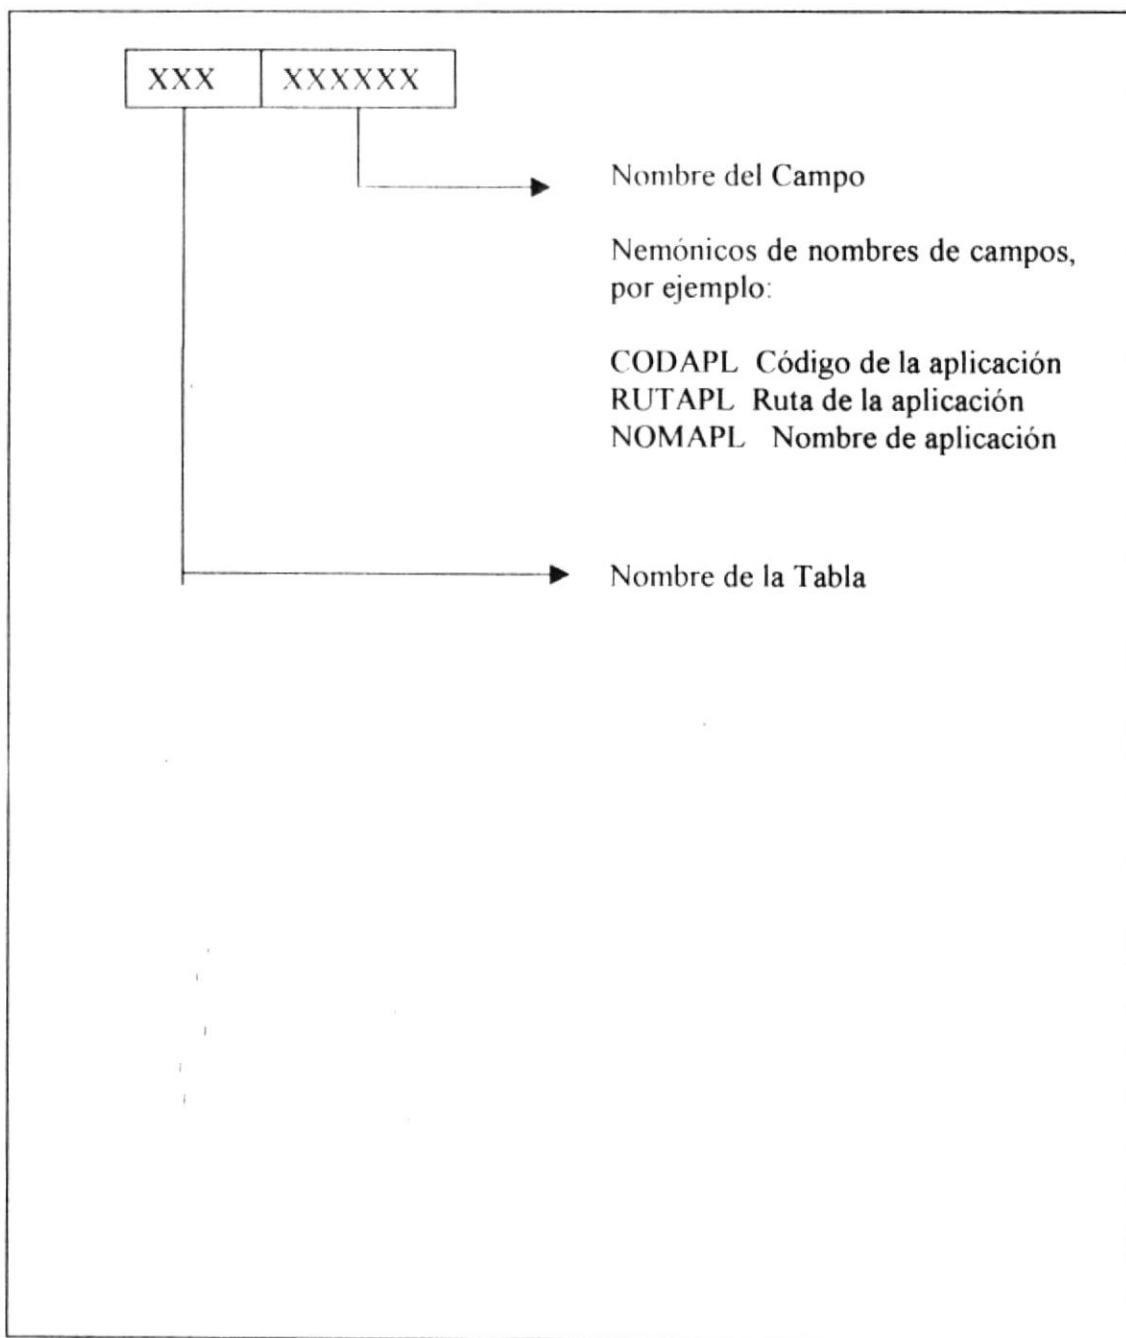 XXX XXXXXX
Nombre del Campo
Nemónicos de nombres de campos,
por ejemplo:
CODAPL Código de la aplicación
RUTAPL Ruta de la aplicación
NOMAPL Nombre de aplicación
Nombre de la Tabla